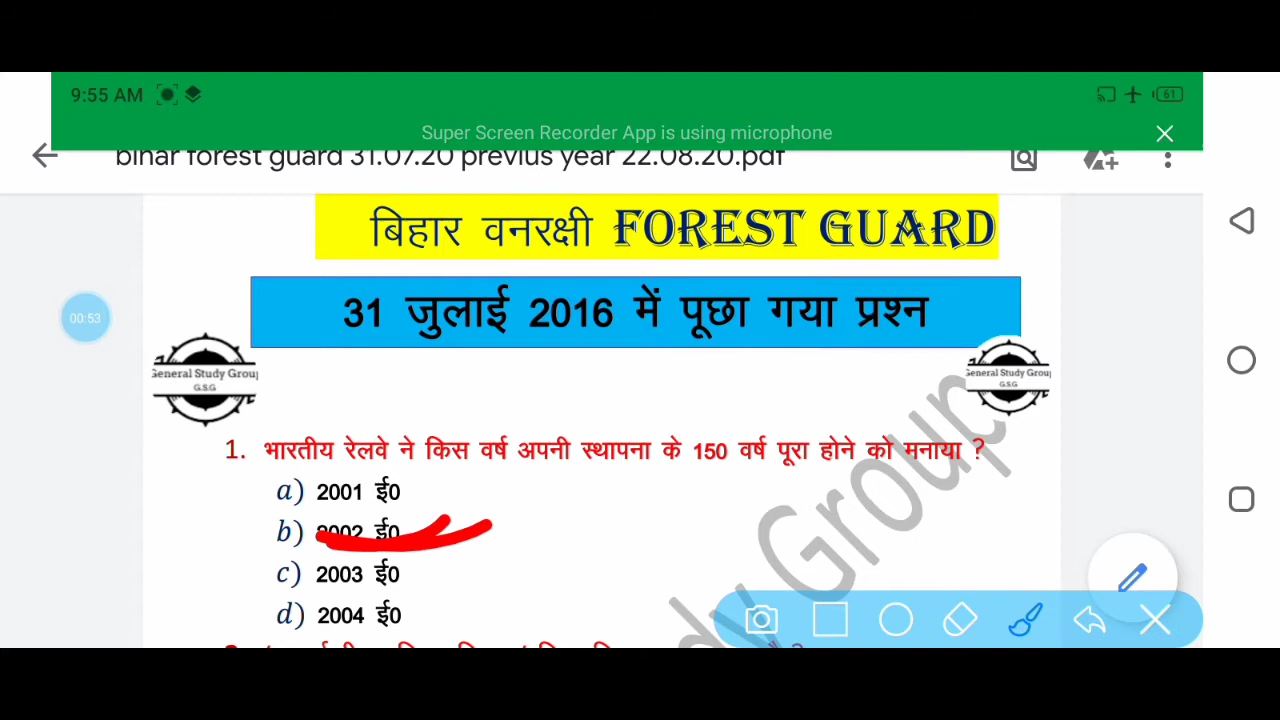 9:55 AM
61
Super Screen Recorder App is using microphone
bihar forest guard 31.07.20 previus year 22.08.20.pdf
बिहार वनरक्षी FOREST GUARD
31 जुलाई 2016 में पूछा गया प्रश्न
00:53
General Study Group
G.S.G
General Study Group
G.S.G
1. भारतीय रेलवे ने किस वर्ष अपनी स्थापना के 150 वर्ष पूरा होने को मनाया ?
a) 2001 ई0
b) 2002 ई0
c) 2003 ई0
d) 2004 ई0
dy Group